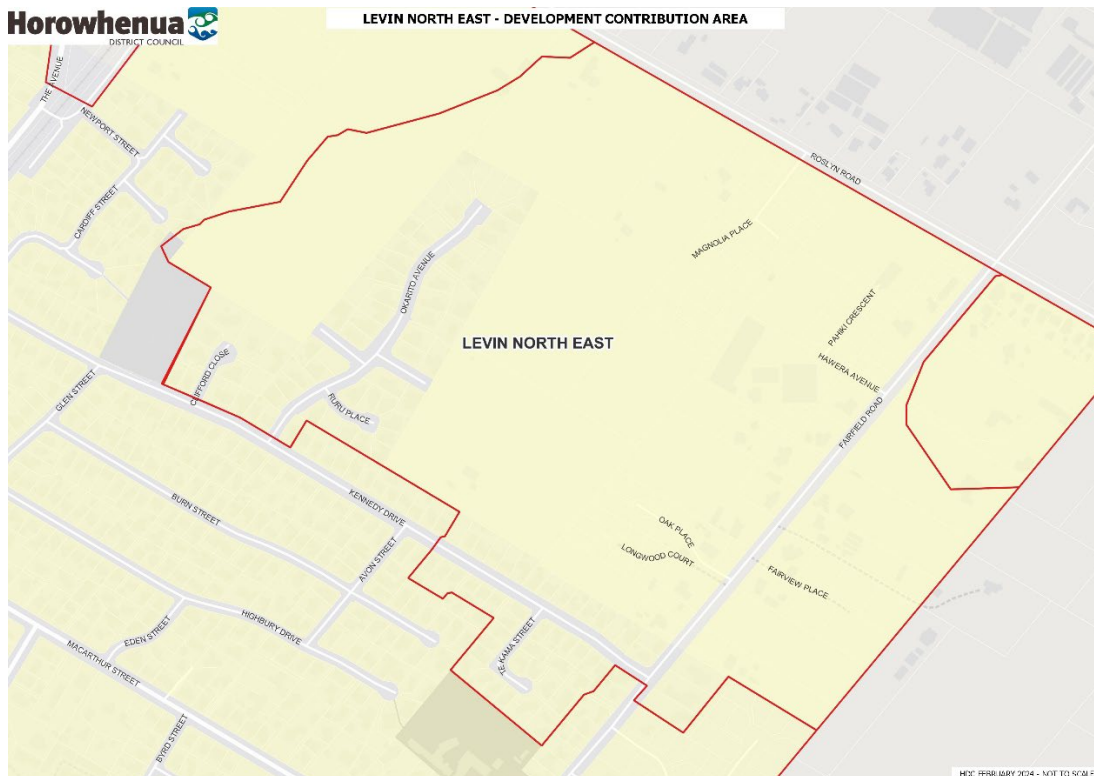 Horowhenua
DISTRICT COUNCIL
LEVIN NORTH EAST - DEVELOPMENT CONTRIBUTION AREA
THE AVENUE
NEWPORT STREET
CARDIFF STREET
ROSLYN ROAD
MAGNOLIA PLACE
OKARITO AVENUE
PAHIKI CRESCENT
LEVIN NORTH EAST
HAWERA AVENUE
CLIFFORD CLOSE
GLEN STREET
RURU PLACE
FAIRFIELD ROAD
KENNEDY DRIVE
BURN STREET
OAK PLACE
LONGWOOD COURT
AVON STREET
FAIRVIEW PLACE
HIGHBURY DRIVE
EDEN STREET
KAMA STREET
MACARTHUR STREET
BYRD STREET
HDC FEBRUARY 2024 - NOT TO SCALE